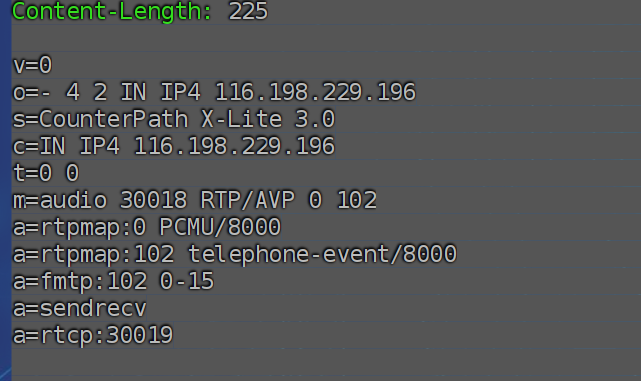 Content-Length: 225
v=0
o=- 4 2 IN IP4 116.198.229.196
s=CounterPath X-Lite 3.0
c=IN IP4 116.198.229.196
t=0 0
m=audio 30018 RTP/AVP 0 102
a=rtpmap:0 PCMU/8000
a=rtpmap:102 telephone-event/8000
a=fmtp:102 0-15
a=sendrecv
a=rtcp:30019